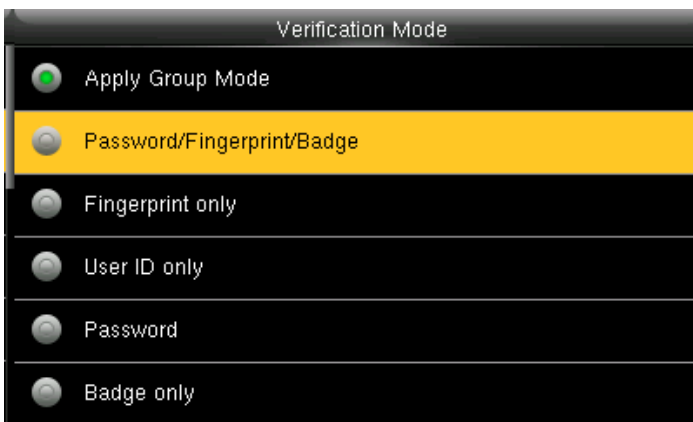 Verification Mode
Apply Group Mode
Password/Fingerprint/Badge
Fingerprint only
User ID only
Password
Badge only